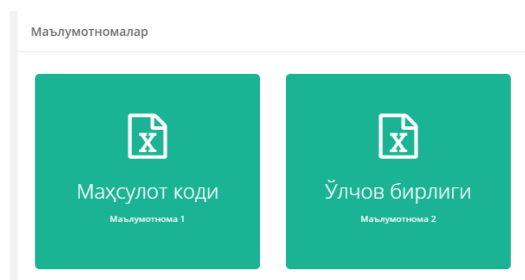 Маълумотномалар
Маҳсулот коди
Маълумотнома 1
Ўлчов бирлиги
Маълумотнома 2